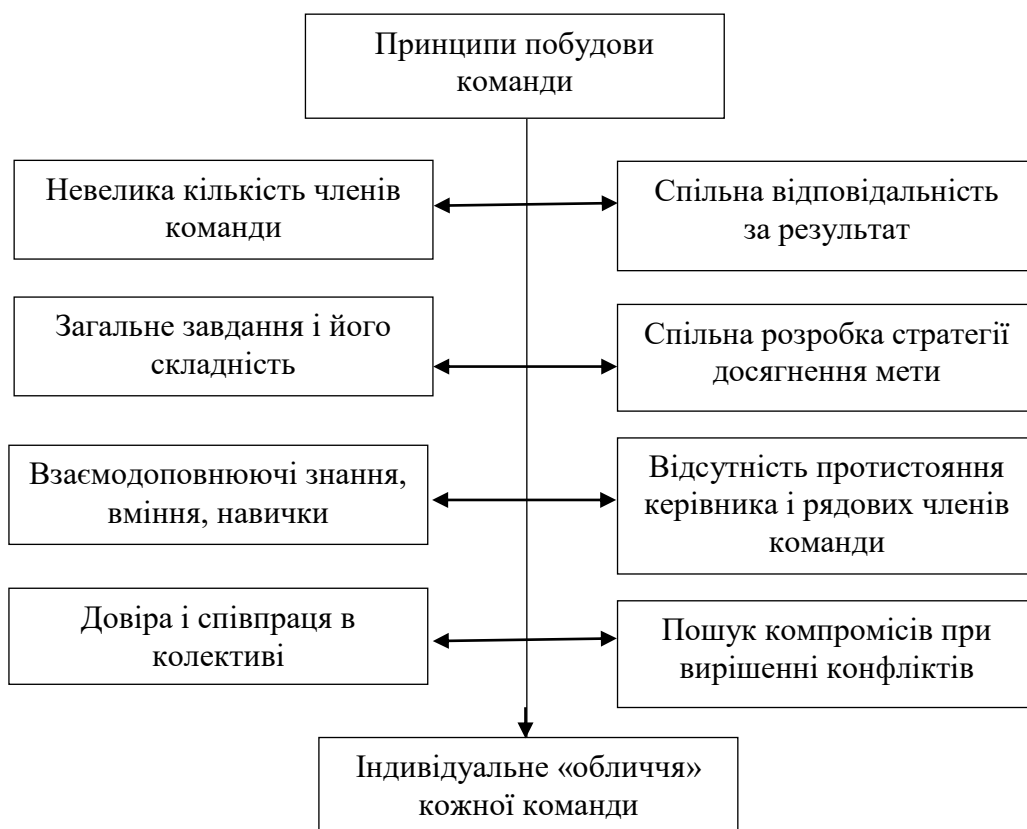 Принципи побудови
команди
Невелика кількість членів
команди
Спільна відповідальність
за результат
Загальне завдання і його
складність
Спільна розробка стратегії
досягнення мети
Взаємодоповнюючі знання,
вміння, навички
Відсутність протистояння
керівника і рядових членів
команди
Довіра і співпраця в
колективі
Пошук компромісів при
вирішенні конфліктів
Індивідуальне «обличчя»
кожної команди